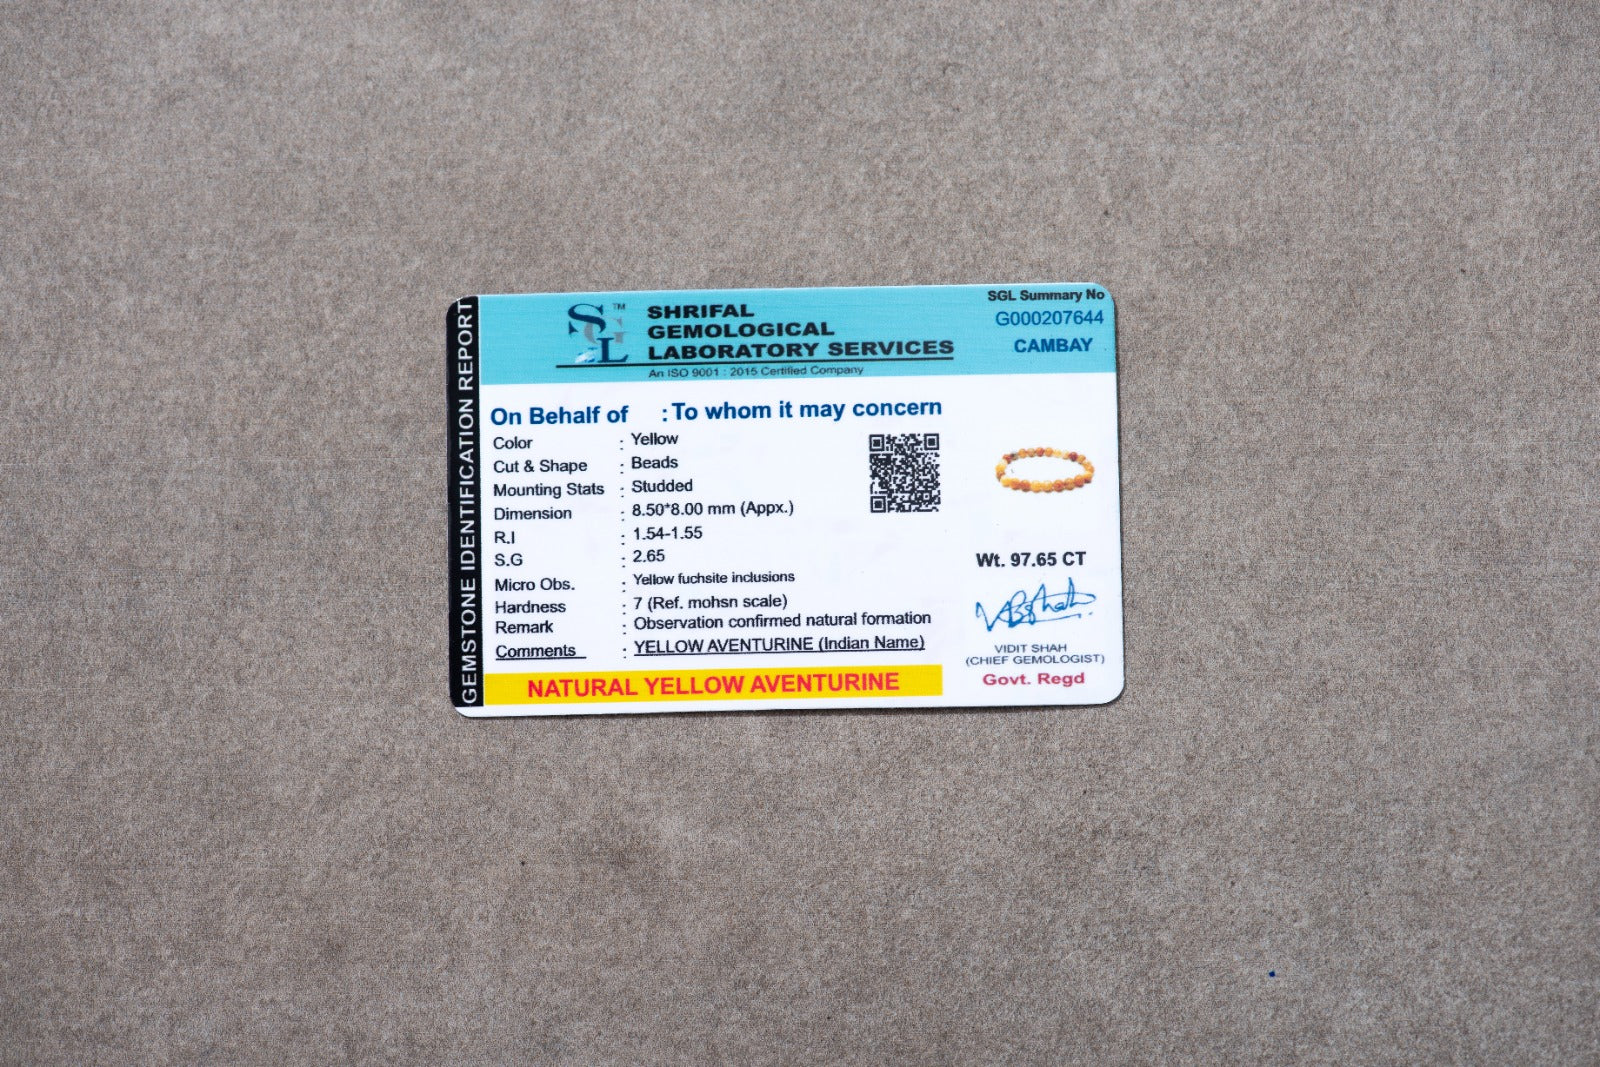 GEMSTONE IDENTIFICATION REPORT
SGL ™
SHRIFAL
GEMOLOGICAL
LABORATORY SERVICES
An ISO 9001 : 2015 Certified Company
SGL Summary No
G000207644
CAMBAY
On Behalf of : To whom it may concern
Color : Yellow
Cut & Shape : Beads
Mounting Stats : Studded
Dimension : 8.50*8.00 mm (Appx.)
R.I : 1.54-1.55
S.G : 2.65
Micro Obs. : Yellow fuchsite inclusions
Hardness : 7 (Ref. mohsn scale)
Remark : Observation confirmed natural formation
Comments : YELLOW AVENTURINE (Indian Name)
NATURAL YELLOW AVENTURINE
Wt. 97.65 CT
VIDIT SHAH
(CHIEF GEMOLOGIST)
Govt. Regd